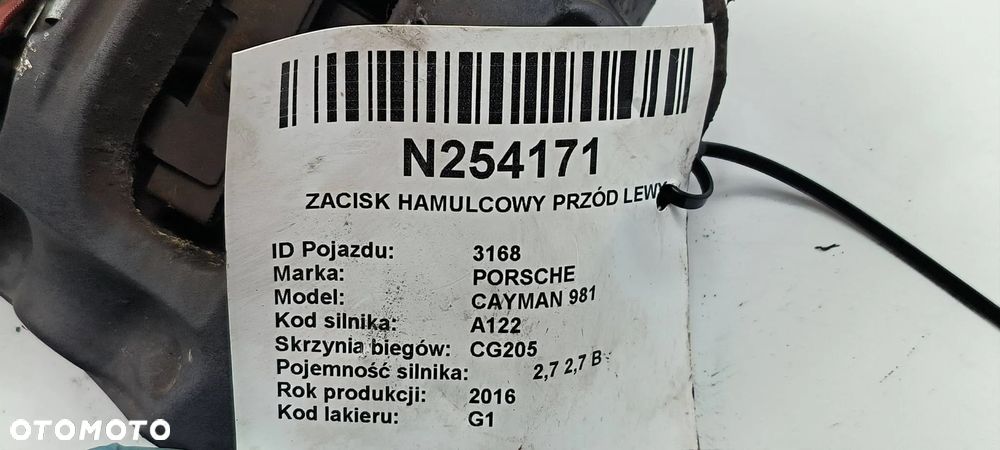 N254171
ZACISK HAMULCOWY PRZÓD LEWY
ID Pojazdu: 3168
Marka: PORSCHE
Model: CAYMAN 981
Kod silnika: A122
Skrzynia biegów: CG205
Pojemność silnika: 2,7 2,7 B
Rok produkcji: 2016
Kod lakieru: G1
OTOMOTO